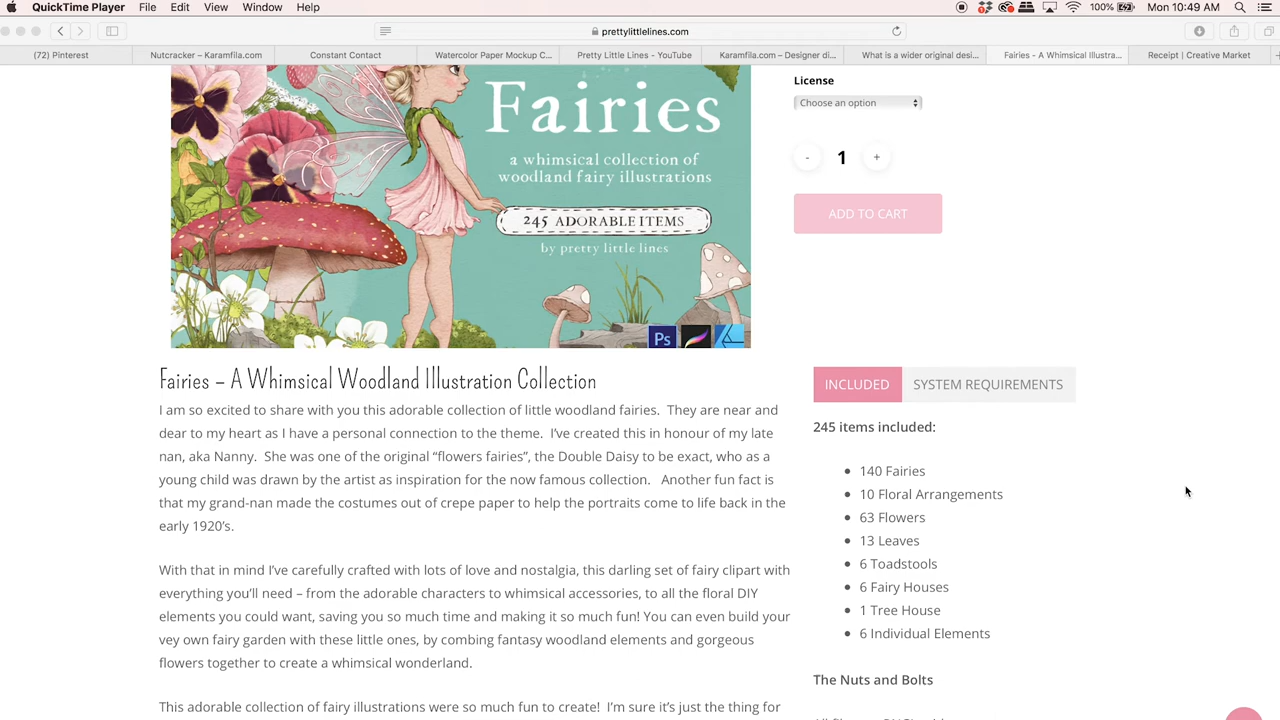 QuickTime Player File Edit View Window Help 100% Mon 10:49 AM
prettylittlelines.com
(72) Pinterest Nutcracker – Karamfila.com Constant Contact Watercolor Paper Mockup C... Pretty Little Lines - YouTube Karamfila.com – Designer di... What is a wider original desi... Fairies - A Whimsical Illustra... Receipt | Creative Market
Fairies
a whimsical collection of
woodland fairy illustrations
245 ADORABLE ITEMS
by pretty little lines
Ps
License
Choose an option
- 1 +
ADD TO CART
Fairies – A Whimsical Woodland Illustration Collection
I am so excited to share with you this adorable collection of little woodland fairies. They are near and
dear to my heart as I have a personal connection to the theme. I've created this in honour of my late
nan, aka Nanny. She was one of the original “flowers fairies”, the Double Daisy to be exact, who as a
young child was drawn by the artist as inspiration for the now famous collection. Another fun fact is
that my grand-nan made the costumes out of crepe paper to help the portraits come to life back in the
early 1920's.
With that in mind I've carefully crafted with lots of love and nostalgia, this darling set of fairy clipart with
everything you'll need – from the adorable characters to whimsical accessories, to all the floral DIY
elements you could want, saving you so much time and making it so much fun! You can even build your
vey own fairy garden with these little ones, by combing fantasy woodland elements and gorgeous
flowers together to create a whimsical wonderland.
This adorable collection of fairy illustrations were so much fun to create! I'm sure it's just the thing for
INCLUDED SYSTEM REQUIREMENTS
245 items included:
140 Fairies
10 Floral Arrangements
63 Flowers
13 Leaves
6 Toadstools
6 Fairy Houses
1 Tree House
6 Individual Elements
The Nuts and Bolts